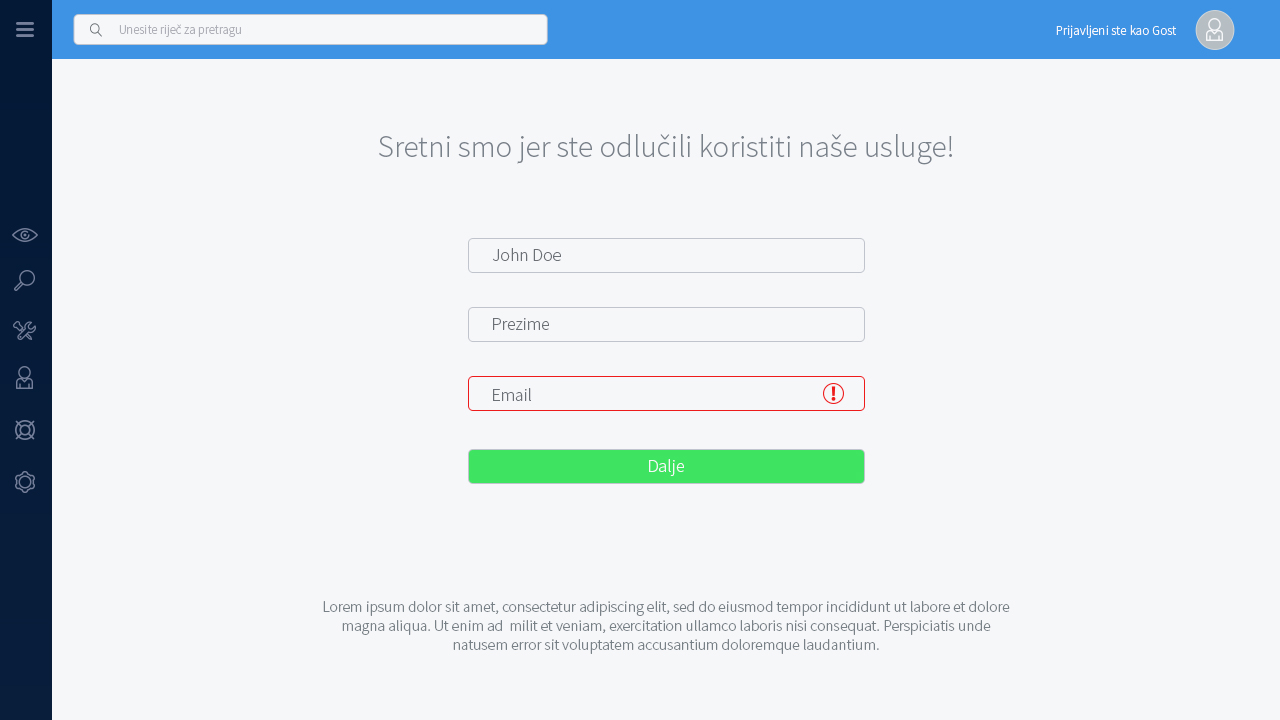 Unesite riječ za pretragu
Prijavljeni ste kao Gost
Sretni smo jer ste odlučili koristiti naše usluge!
John Doe
Prezime
Email
Dalje
Lorem ipsum dolor sit amet, consectetur adipiscing elit, sed do eiusmod tempor incididunt ut labore et dolore
magna aliqua. Ut enim ad  milit et veniam, exercitation ullamco laboris nisi consequat. Perspiciatis unde
natusem error sit voluptatem accusantium doloremque laudantium.